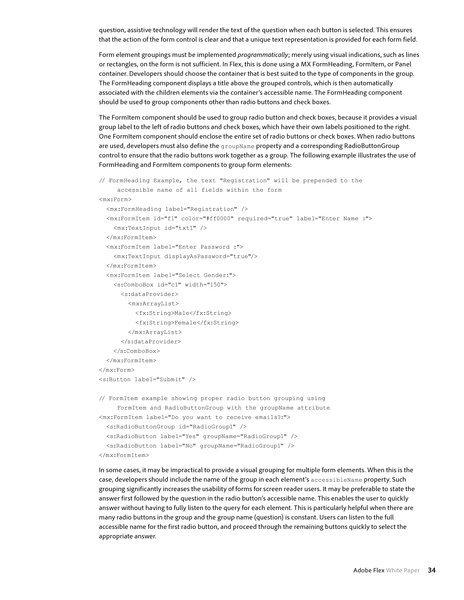 question, assistive technology will render the text of the question when each button is selected. This ensures
that the action of the form control is clear and that a unique text representation is provided for each form field.
Form element groupings must be implemented programmatically; merely using visual indications, such as lines
or rectangles, on the form is not sufficient. In Flex, this is done using a MX FormHeading, FormItem, or Panel
container. Developers should choose the container that is best suited to the type of components in the group.
The FormHeading component displays a title above the grouped controls, which is then automatically
associated with the children elements via the container's accessible name. The FormHeading component
should be used to group components other than radio buttons and check boxes.
The FormItem component should be used to group radio button and check boxes, because it provides a visual
group label to the left of radio buttons and check boxes, which have their own labels positioned to the right.
One FormItem component should enclose the entire set of radio buttons or check boxes. When radio buttons
are used, developers must also define the groupName property and a corresponding RadioButtonGroup
control to ensure that the radio buttons work together as a group. The following example illustrates the use of
FormHeading and FormItem components to group form elements:
// FormHeading Example, the text "Registration" will be prepended to the
accessible name of all fields within the form
<mx:Form>
<mx:FormHeading label="Registration" />
<mx:FormItem id="f1" color="#ff0000" required="true" label="Enter Name :">
<mx:TextInput id="txt1" />
</mx:FormItem>
<mx:FormItem label="Enter Password :">
<mx:TextInput displayAsPassword="true"/>
</mx:FormItem>
<mx:FormItem label="Select Gender:">
<s:ComboBox id="c1" width="150">
<s:dataProvider>
<mx:ArrayList>
<fx:String>Male</fx:String>
<fx:String>Female</fx:String>
</mx:ArrayList>
</s:dataProvider>
</s:ComboBox>
</mx:FormItem>
</mx:Form>
<s:Button label="Submit" />
// FormItem example showing proper radio button grouping using
FormItem and RadioButtonGroup with the groupName attribute
<mx:FormItem label="Do you want to receive emails?:">
<s:RadioButtonGroup id="RadioGroup1" />
<s:RadioButton label="Yes" groupName="RadioGroup1" />
<s:RadioButton label="No" groupName="RadioGroup1" />
</mx:FormItem>
In some cases, it may be impractical to provide a visual grouping for multiple form elements. When this is the
case, developers should include the name of the group in each element's accessibleName property. Such
grouping significantly increases the usability of forms for screen reader users. It may be preferable to state the
answer first followed by the question in the radio button's accessible name. This enables the user to quickly
answer without having to fully listen to the query for each element. This is particularly helpful when there are
many radio buttons in the group and the group name (question) is constant. Users can listen to the full
accessible name for the first radio button, and proceed through the remaining buttons quickly to select the
appropriate answer.
Adobe Flex White Paper 34